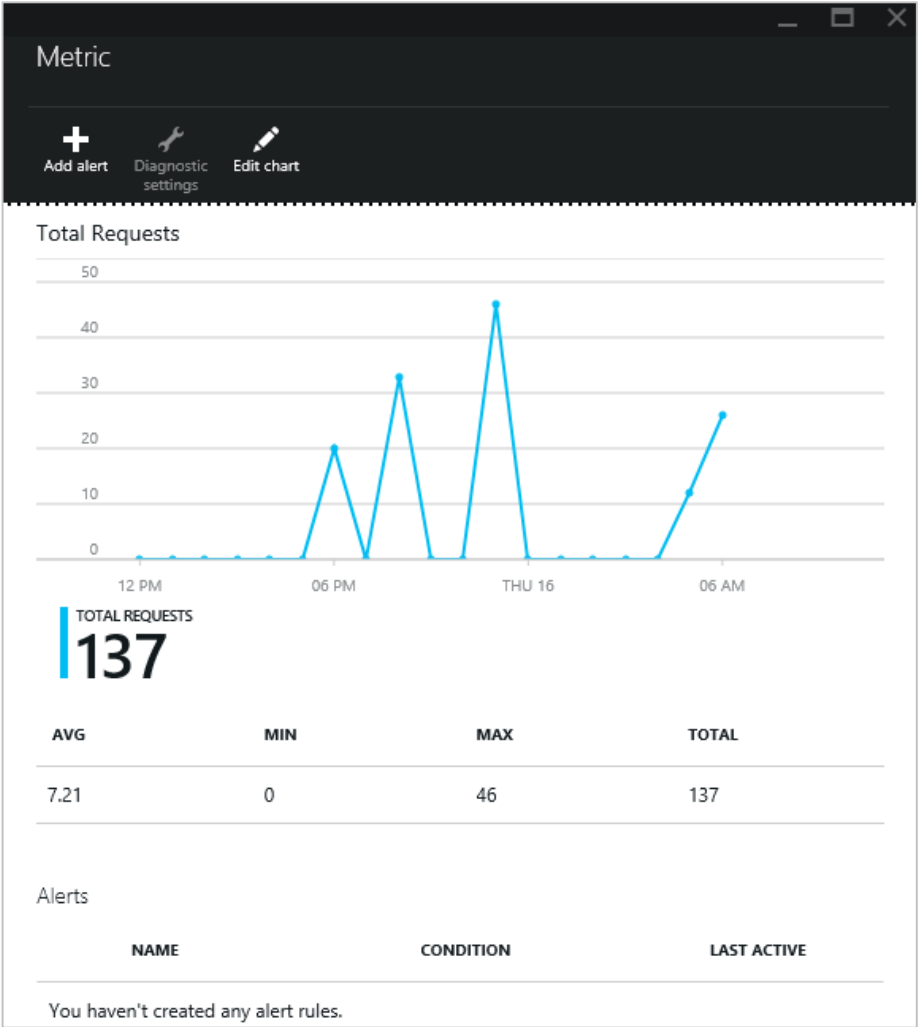 Metric
Add alert
Diagnostic
settings
Edit chart
Total Requests
50
40
30
20
10
0
12 PM
06 PM
THU 16
06 AM
TOTAL REQUESTS
137
AVG MIN MAX TOTAL
7.21 0 46 137
Alerts
NAME CONDITION LAST ACTIVE
You haven't created any alert rules.